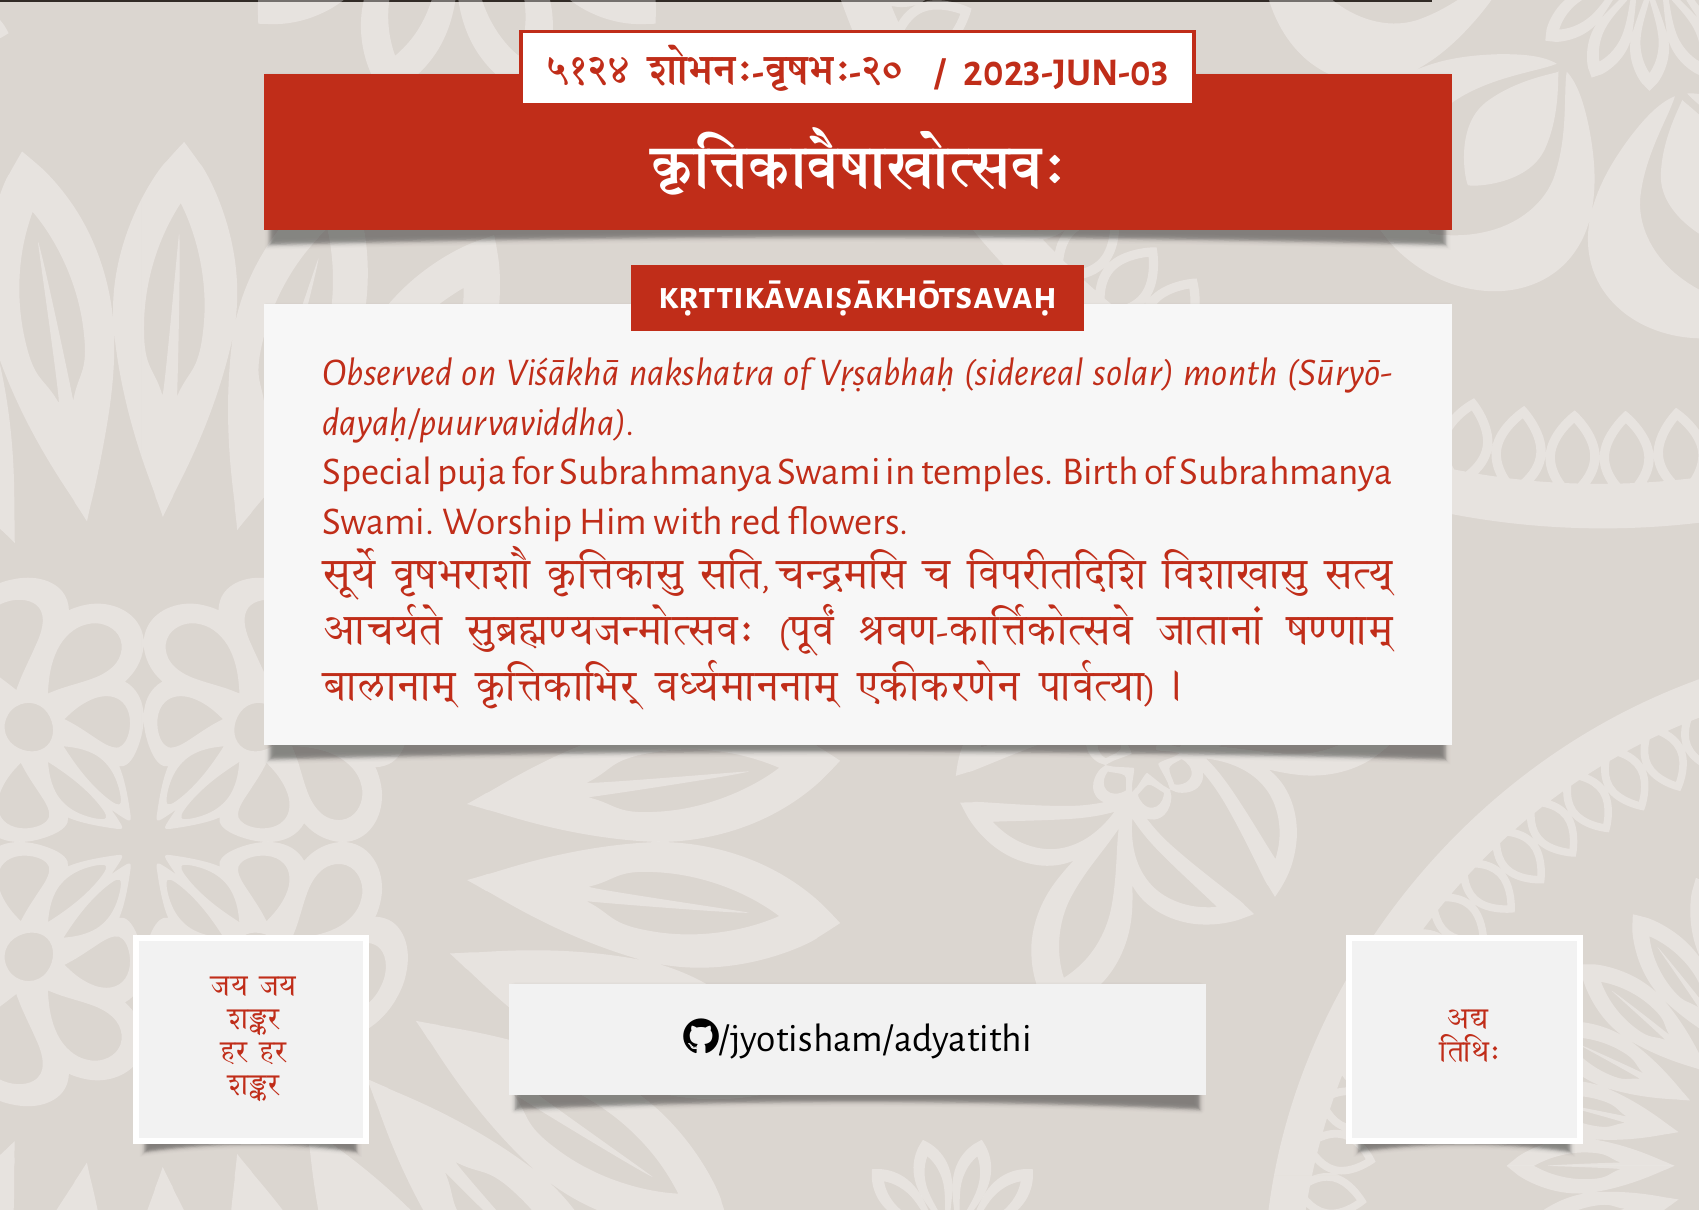 ५१२४ शोभनः-वृषभः-२० / 2023-JUN-03
कृत्तिकावैषाखोत्सवः
KṚTTIKĀVAIṢĀKHŌTSAVAḤ
Observed on Viśākhā nakshatra of Vṛṣabhaḥ (sidereal solar) month (Sūryō-
dayaḥ/puurvaviddha).
Special puja for Subrahmanya Swami in temples. Birth of Subrahmanya
Swami. Worship Him with red flowers.
सूर्ये वृषभराशौ कृत्तिकासु सति, चन्द्रमसि च विपरीतदिशि विशाखासु सत्य्
आचर्यते सुब्रह्मण्यजन्मोत्सवः (पूर्वं श्रवण-कार्त्तिकोत्सवे जातानां षण्णाम्
बालानाम् कृत्तिकाभिर् वर्ध्यमाननाम् एकीकरणेन पार्वत्या) ।
जय जय
शङ्कर
हर हर
शङ्कर
/jyotisham/adyatithi
अद्य
तिथिः